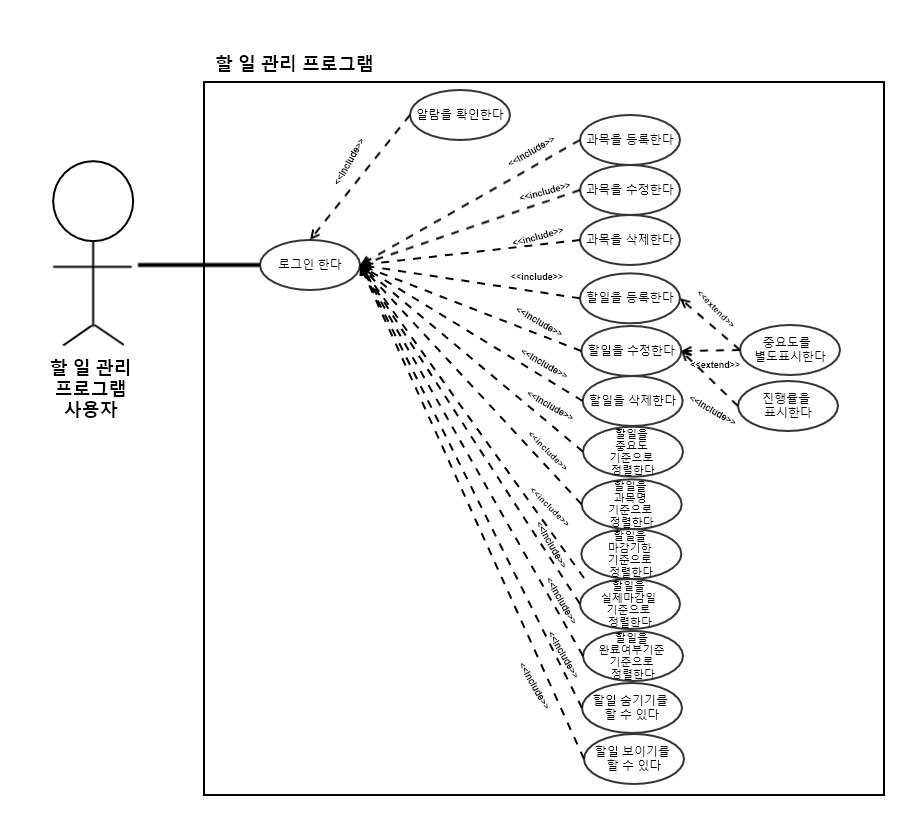 할 일 관리 프로그램
알람을 확인한다
<<include>>
과목을 등록한다
<<include>>
과목을 수정한다
<<include>>
과목을 삭제한다
<<include>>
로그인 한다
<<include>>
할일을 등록한다
<<extend>>
<<include>>
할일을 수정한다
중요도를
별도표시한다
<<extend>>
<<include>>
할일을 삭제한다
진행률을
표시한다
<<include>>
할 일 관리
프로그램
사용자
<<include>>
할일을
중요도
기준으로
정렬한다
<<include>>
할일을
과목명
기준으로
정렬한다
<<include>>
할일을
마감기한
기준으로
정렬한다
<<include>>
할일을
실제마감일
기준으로
정렬한다
<<include>>
할일을
완료여부기준
기준으로
정렬한다
<<include>>
할일 숨기기를
할 수 있다
<<include>>
할일 보이기를
할 수 있다